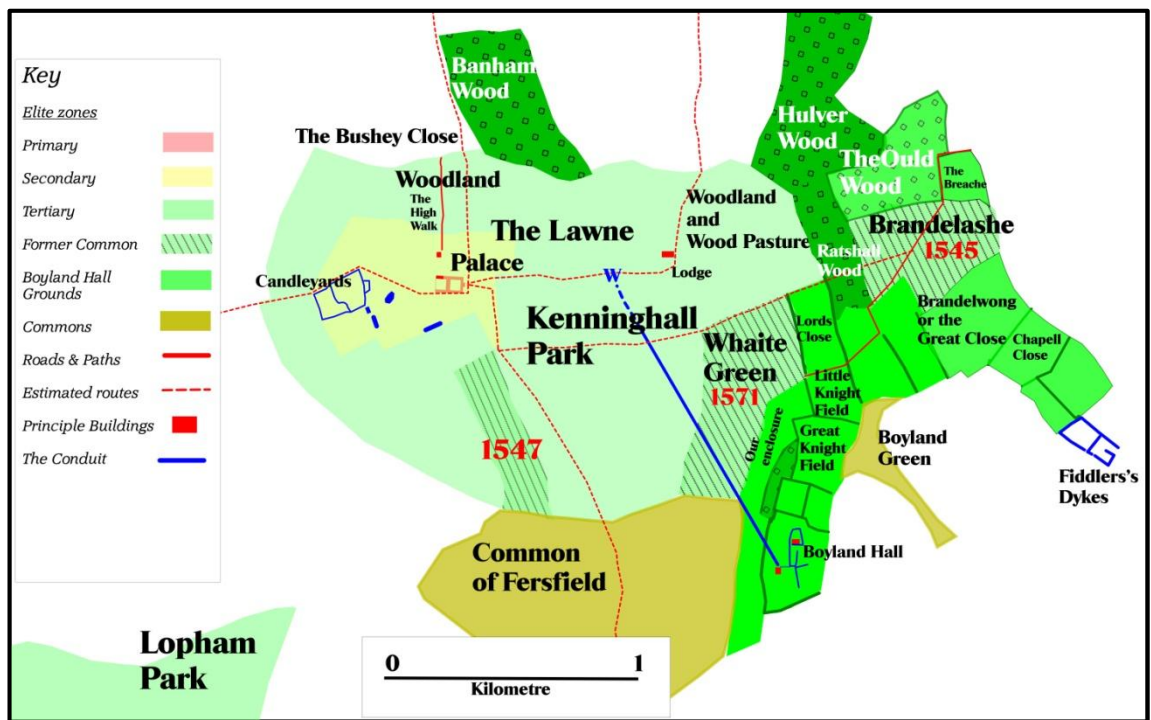 Key
Elite zones
Primary
Secondary
Tertiary
Former Common
Boyland Hall
Grounds
Commons
Roads & Paths
Estimated routes
Principle Buildings
The Conduit
Banham
Wood
The Bushey Close
Woodland
The
High
Walk
The Lawne
Palace
Candleyards
Woodland
and
Wood Pasture
Lodge
W
Hulver
Wood
TheOuld
Wood
The
Breache
Brandelashe
1545
Ratshall
Wood
Brandelwong
or the
Great Close
Chapell
Close
Kenninghall
Park
Whaite
Green
1571
Lords
Close
Little
Knight
Field
Great
Knight
Field
Our
enclosure
Boyland
Green
Fiddlers's
Dykes
1547
Common
of Fersfield
Boyland Hall
Lopham
Park
0 1
Kilometre